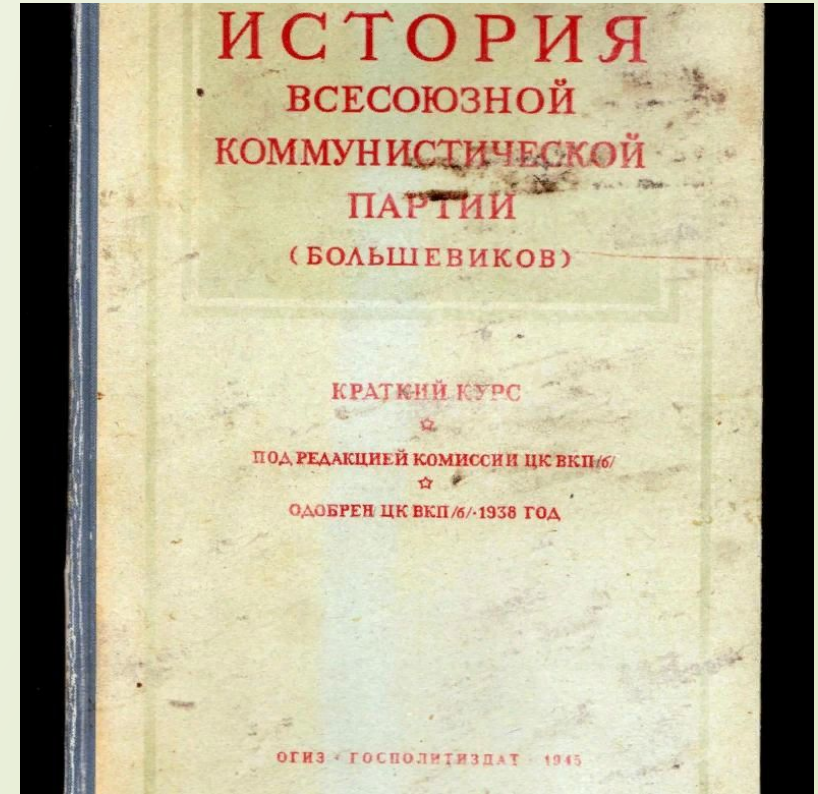 ИСТОРИЯ
ВСЕСОЮЗНОЙ
КОММУНИСТИЧЕСКОЙ
ПАРТИИ
(БОЛЬШЕВИКОВ)
КРАТКИЙ КУРС
ПОД РЕДАКЦИЕЙ КОМИССИИ ЦК ВКП/б/
ОДОБРЕН ЦК ВКП/б/·1938 ГОД
ОГИЗ · ГОСПОЛИТИЗДАТ · 1945